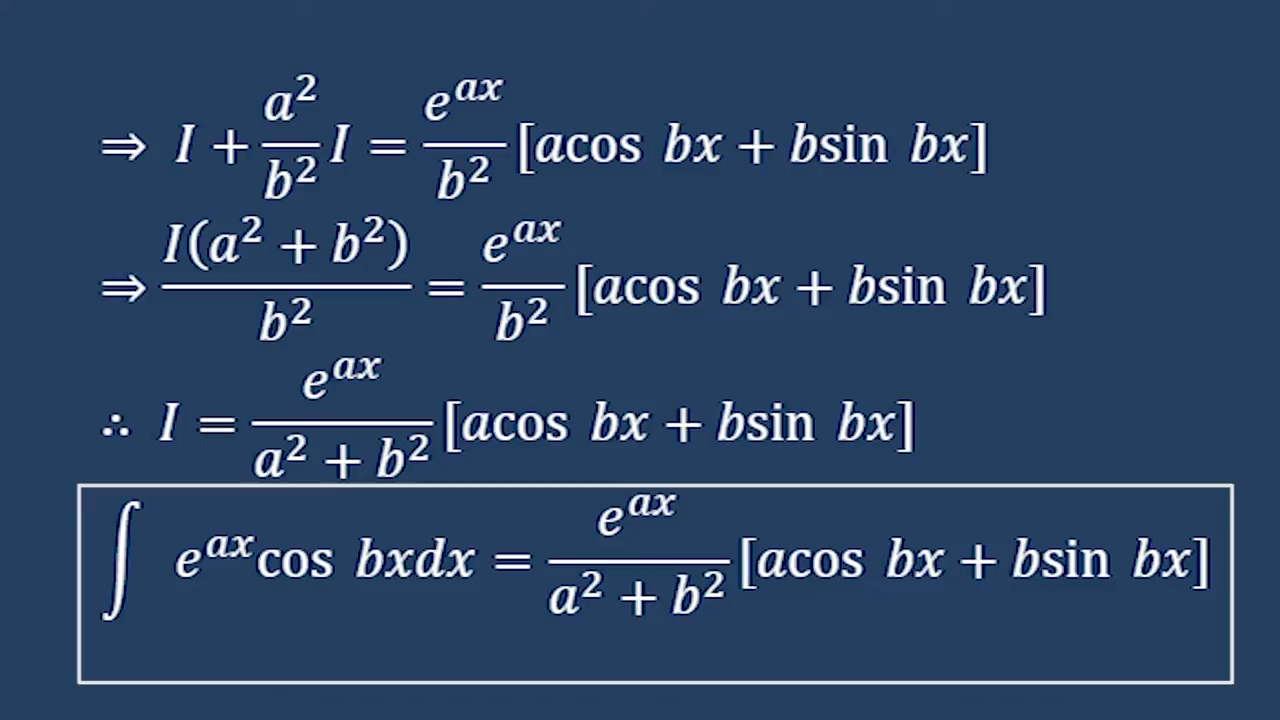 ⇒ I + a²/b² I = e^{ax}/b² [acos bx + bsin bx]
⇒ I(a² + b²)/b² = e^{ax}/b² [acos bx + bsin bx]
∴ I = e^{ax}/(a² + b²) [acos bx + bsin bx]
∫ e^{ax}cos bxdx = e^{ax}/(a² + b²) [acos bx + bsin bx]